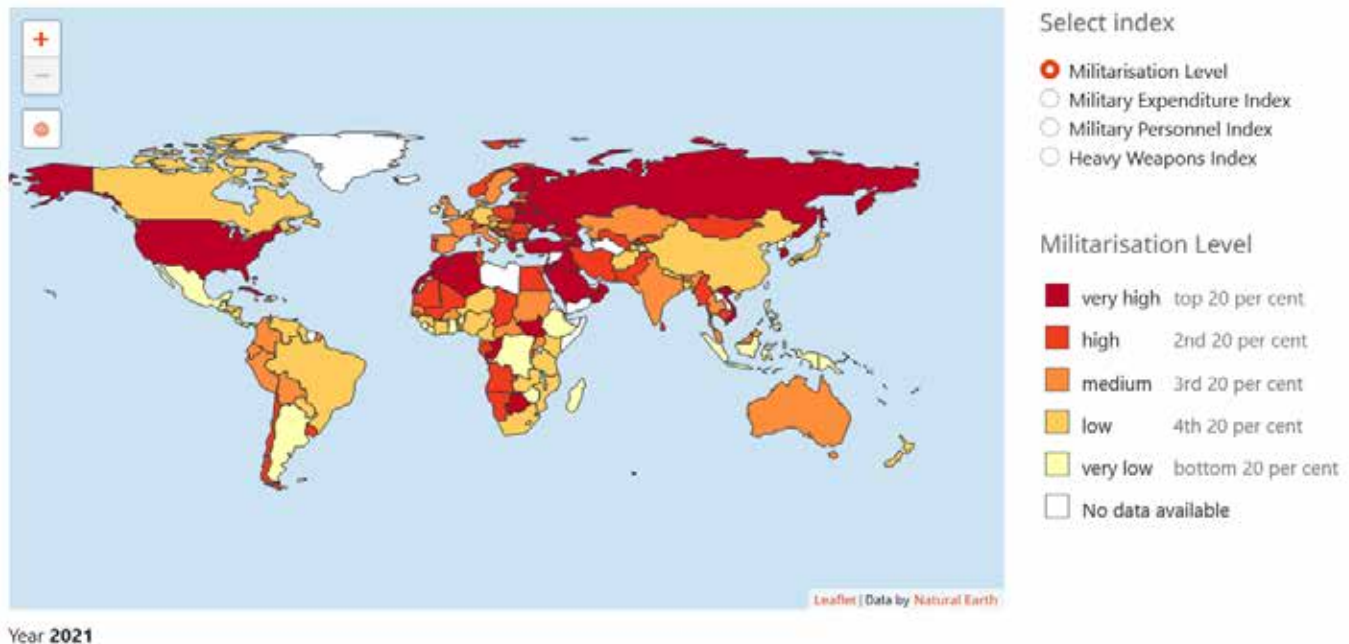 +
−
Select index
Militarisation Level
Military Expenditure Index
Military Personnel Index
Heavy Weapons Index
Militarisation Level
very high top 20 per cent
high 2nd 20 per cent
medium 3rd 20 per cent
low 4th 20 per cent
very low bottom 20 per cent
No data available
Leaflet | Data by Natural Earth
Year 2021